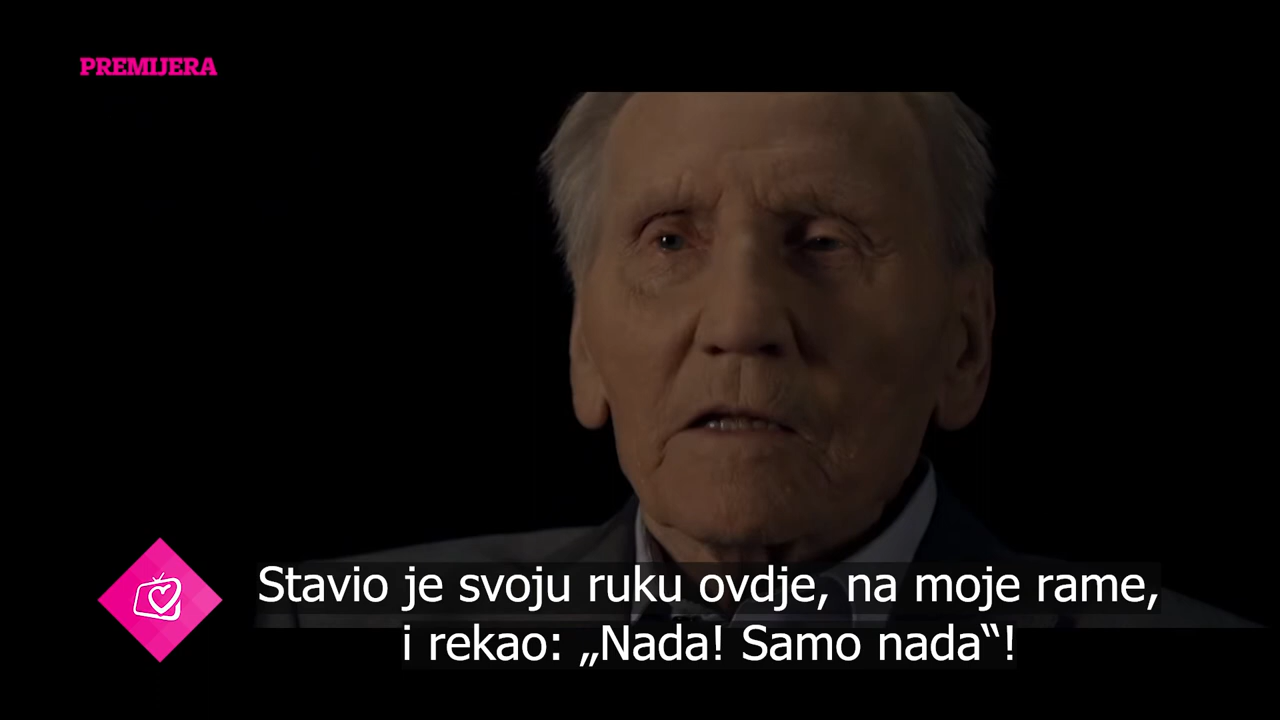 PREMIJERA
Stavio je svoju ruku ovdje, na moje rame,
i rekao: „Nada! Samo nada“!